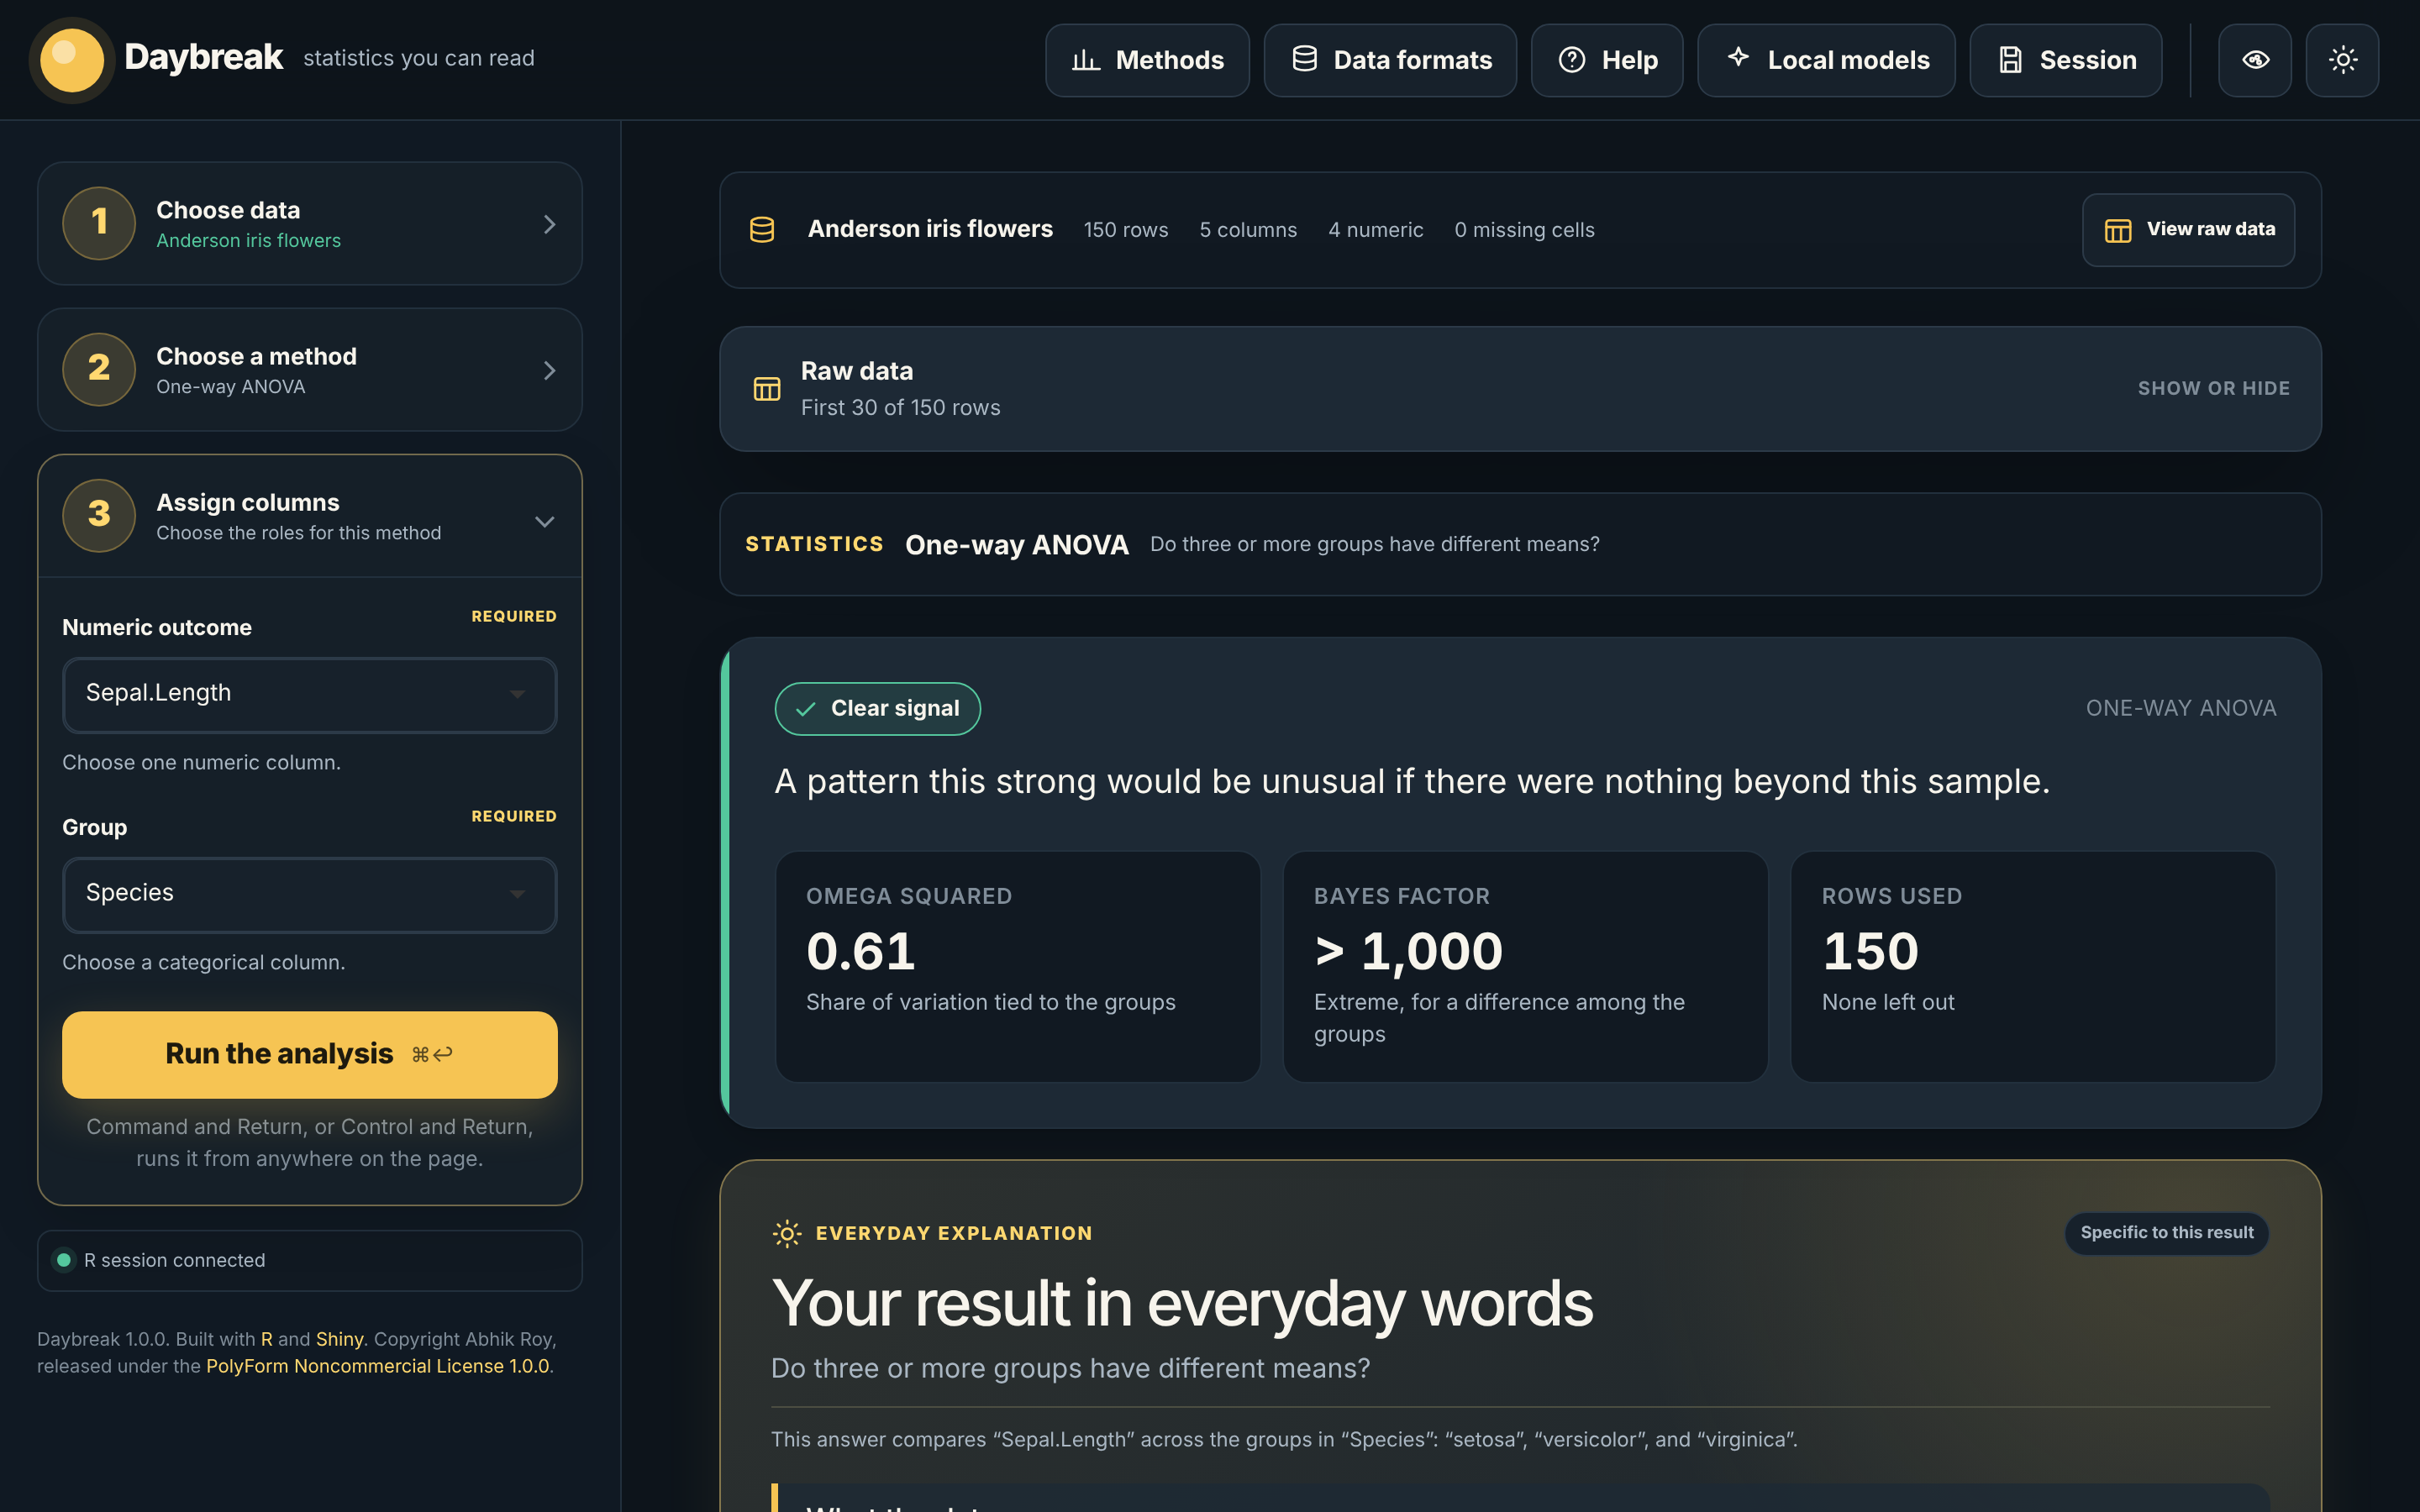 Daybreak statistics you can read
Methods
Data formats
Help
Local models
Session
1
Choose data
Anderson iris flowers
2
Choose a method
One-way ANOVA
3
Assign columns
Choose the roles for this method
Numeric outcome
REQUIRED
Sepal.Length
Choose one numeric column.
Group
REQUIRED
Species
Choose a categorical column.
Run the analysis ⌘↩
Command and Return, or Control and Return,
runs it from anywhere on the page.
R session connected
Daybreak 1.0.0. Built with R and Shiny. Copyright Abhik Roy,
released under the PolyForm Noncommercial License 1.0.0.
Anderson iris flowers 150 rows 5 columns 4 numeric 0 missing cells
View raw data
Raw data
First 30 of 150 rows
SHOW OR HIDE
STATISTICS One-way ANOVA Do three or more groups have different means?
Clear signal
ONE-WAY ANOVA
A pattern this strong would be unusual if there were nothing beyond this sample.
OMEGA SQUARED
0.61
Share of variation tied to the groups
BAYES FACTOR
> 1,000
Extreme, for a difference among the
groups
ROWS USED
150
None left out
EVERYDAY EXPLANATION
Specific to this result
Your result in everyday words
Do three or more groups have different means?
This answer compares “Sepal.Length” across the groups in “Species”: “setosa”, “versicolor”, and “virginica”.